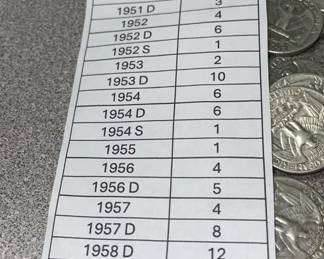 1951 D 3
1952 4
1952 D 6
1952 S 1
1953 2
1953 D 10
1954 6
1954 D 6
1954 S 1
1955 1
1956 4
1956 D 5
1957 4
1957 D 8
1958 D 12